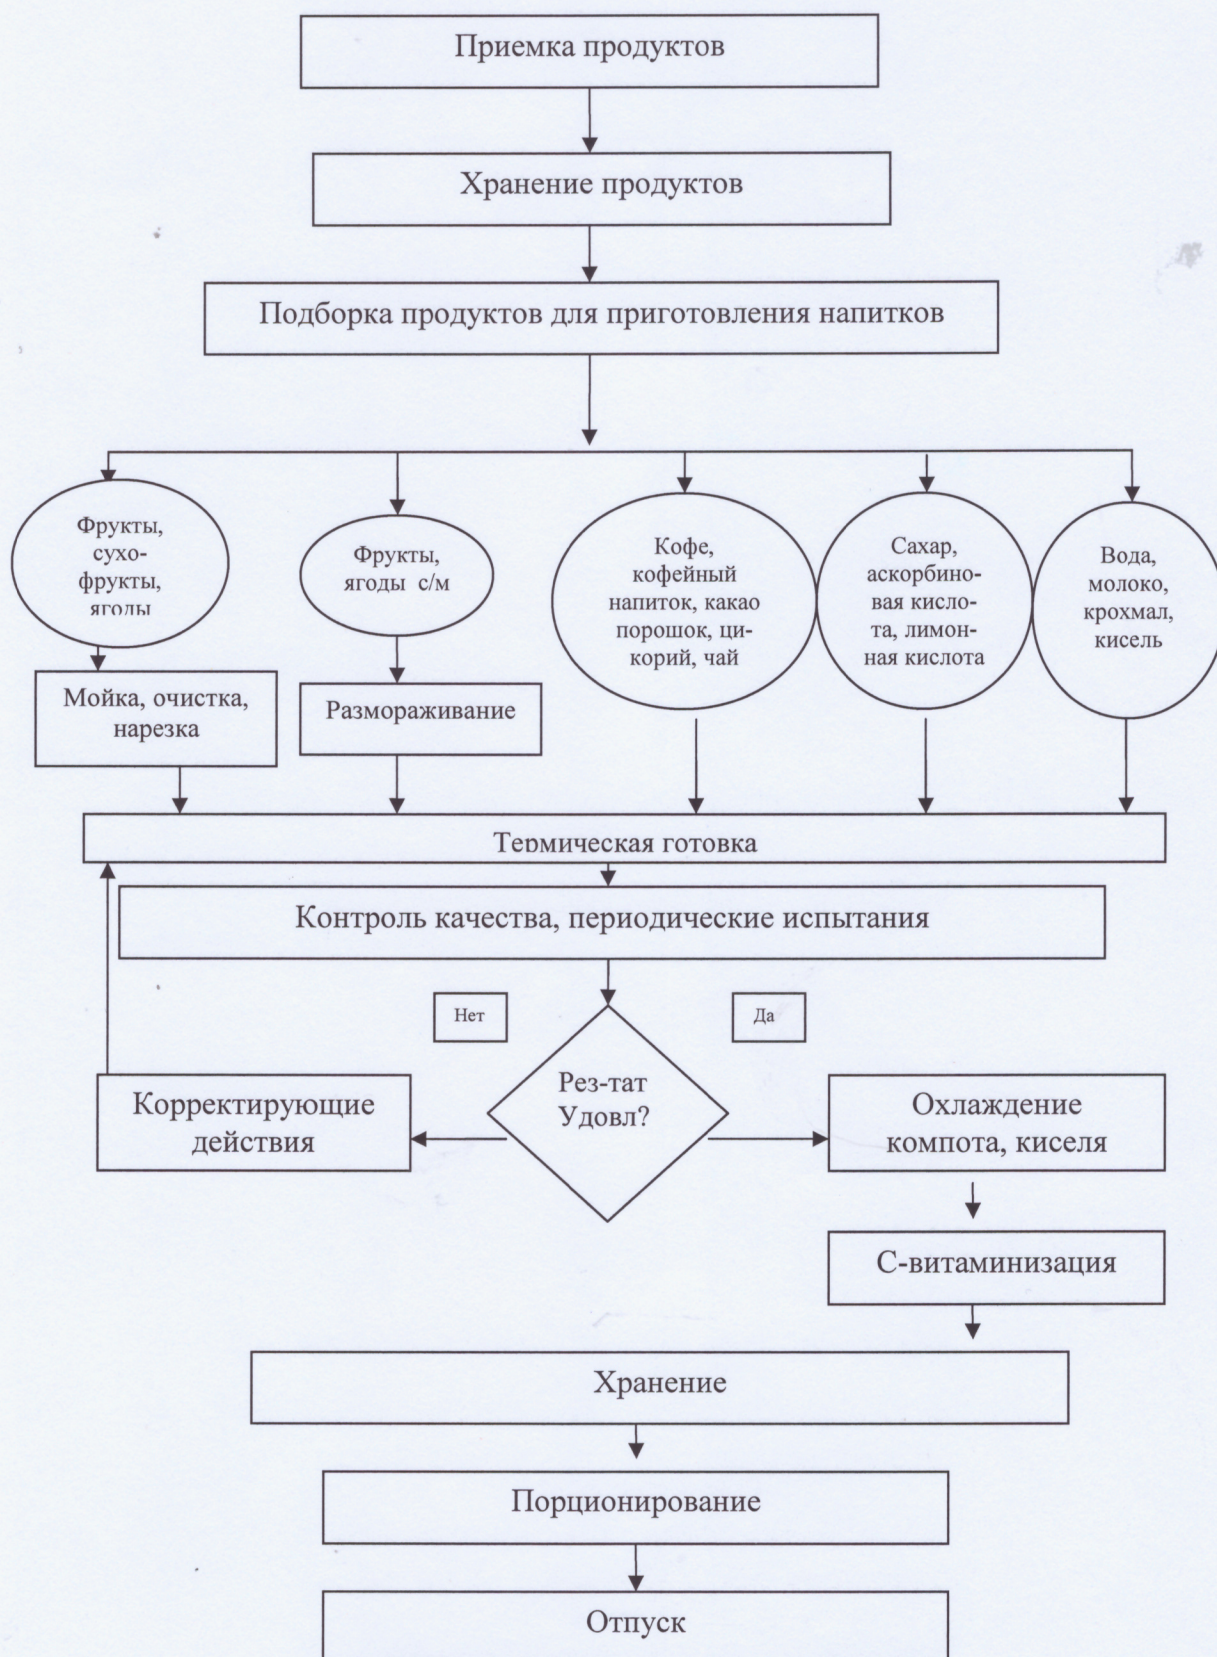 Приемка продуктов
Хранение продуктов
Подборка продуктов для приготовления напитков
Фрукты,
сухо-
фрукты,
ягоды
Фрукты,
ягоды с/м
Кофе,
кофейный
напиток, какао
порошок, ци-
корий, чай
Сахар,
аскорбино-
вая кисло-
та, лимон-
ная кислота
Вода,
молоко,
крохмал,
кисель
Мойка, очистка,
нарезка
Размораживание
Термическая готовка
Контроль качества, периодические испытания
Нет
Да
Рез-тат
Удовл?
Корректирующие
действия
Охлаждение
компота, киселя
С-витаминизация
Хранение
Порционирование
Отпуск